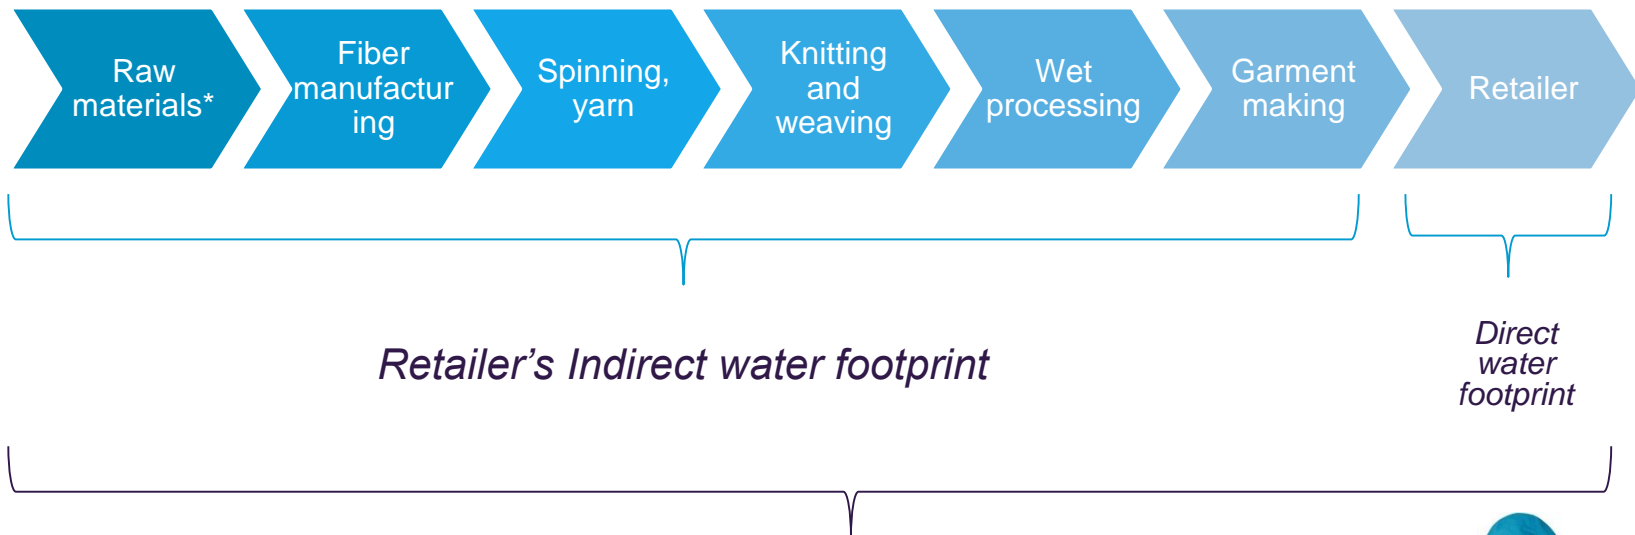 Raw
materials*
Fiber
manufactur
ing
Spinning,
yarn
Knitting
and
weaving
Wet
processing
Garment
making
Retailer
Retailer’s Indirect water footprint
Direct
water
footprint